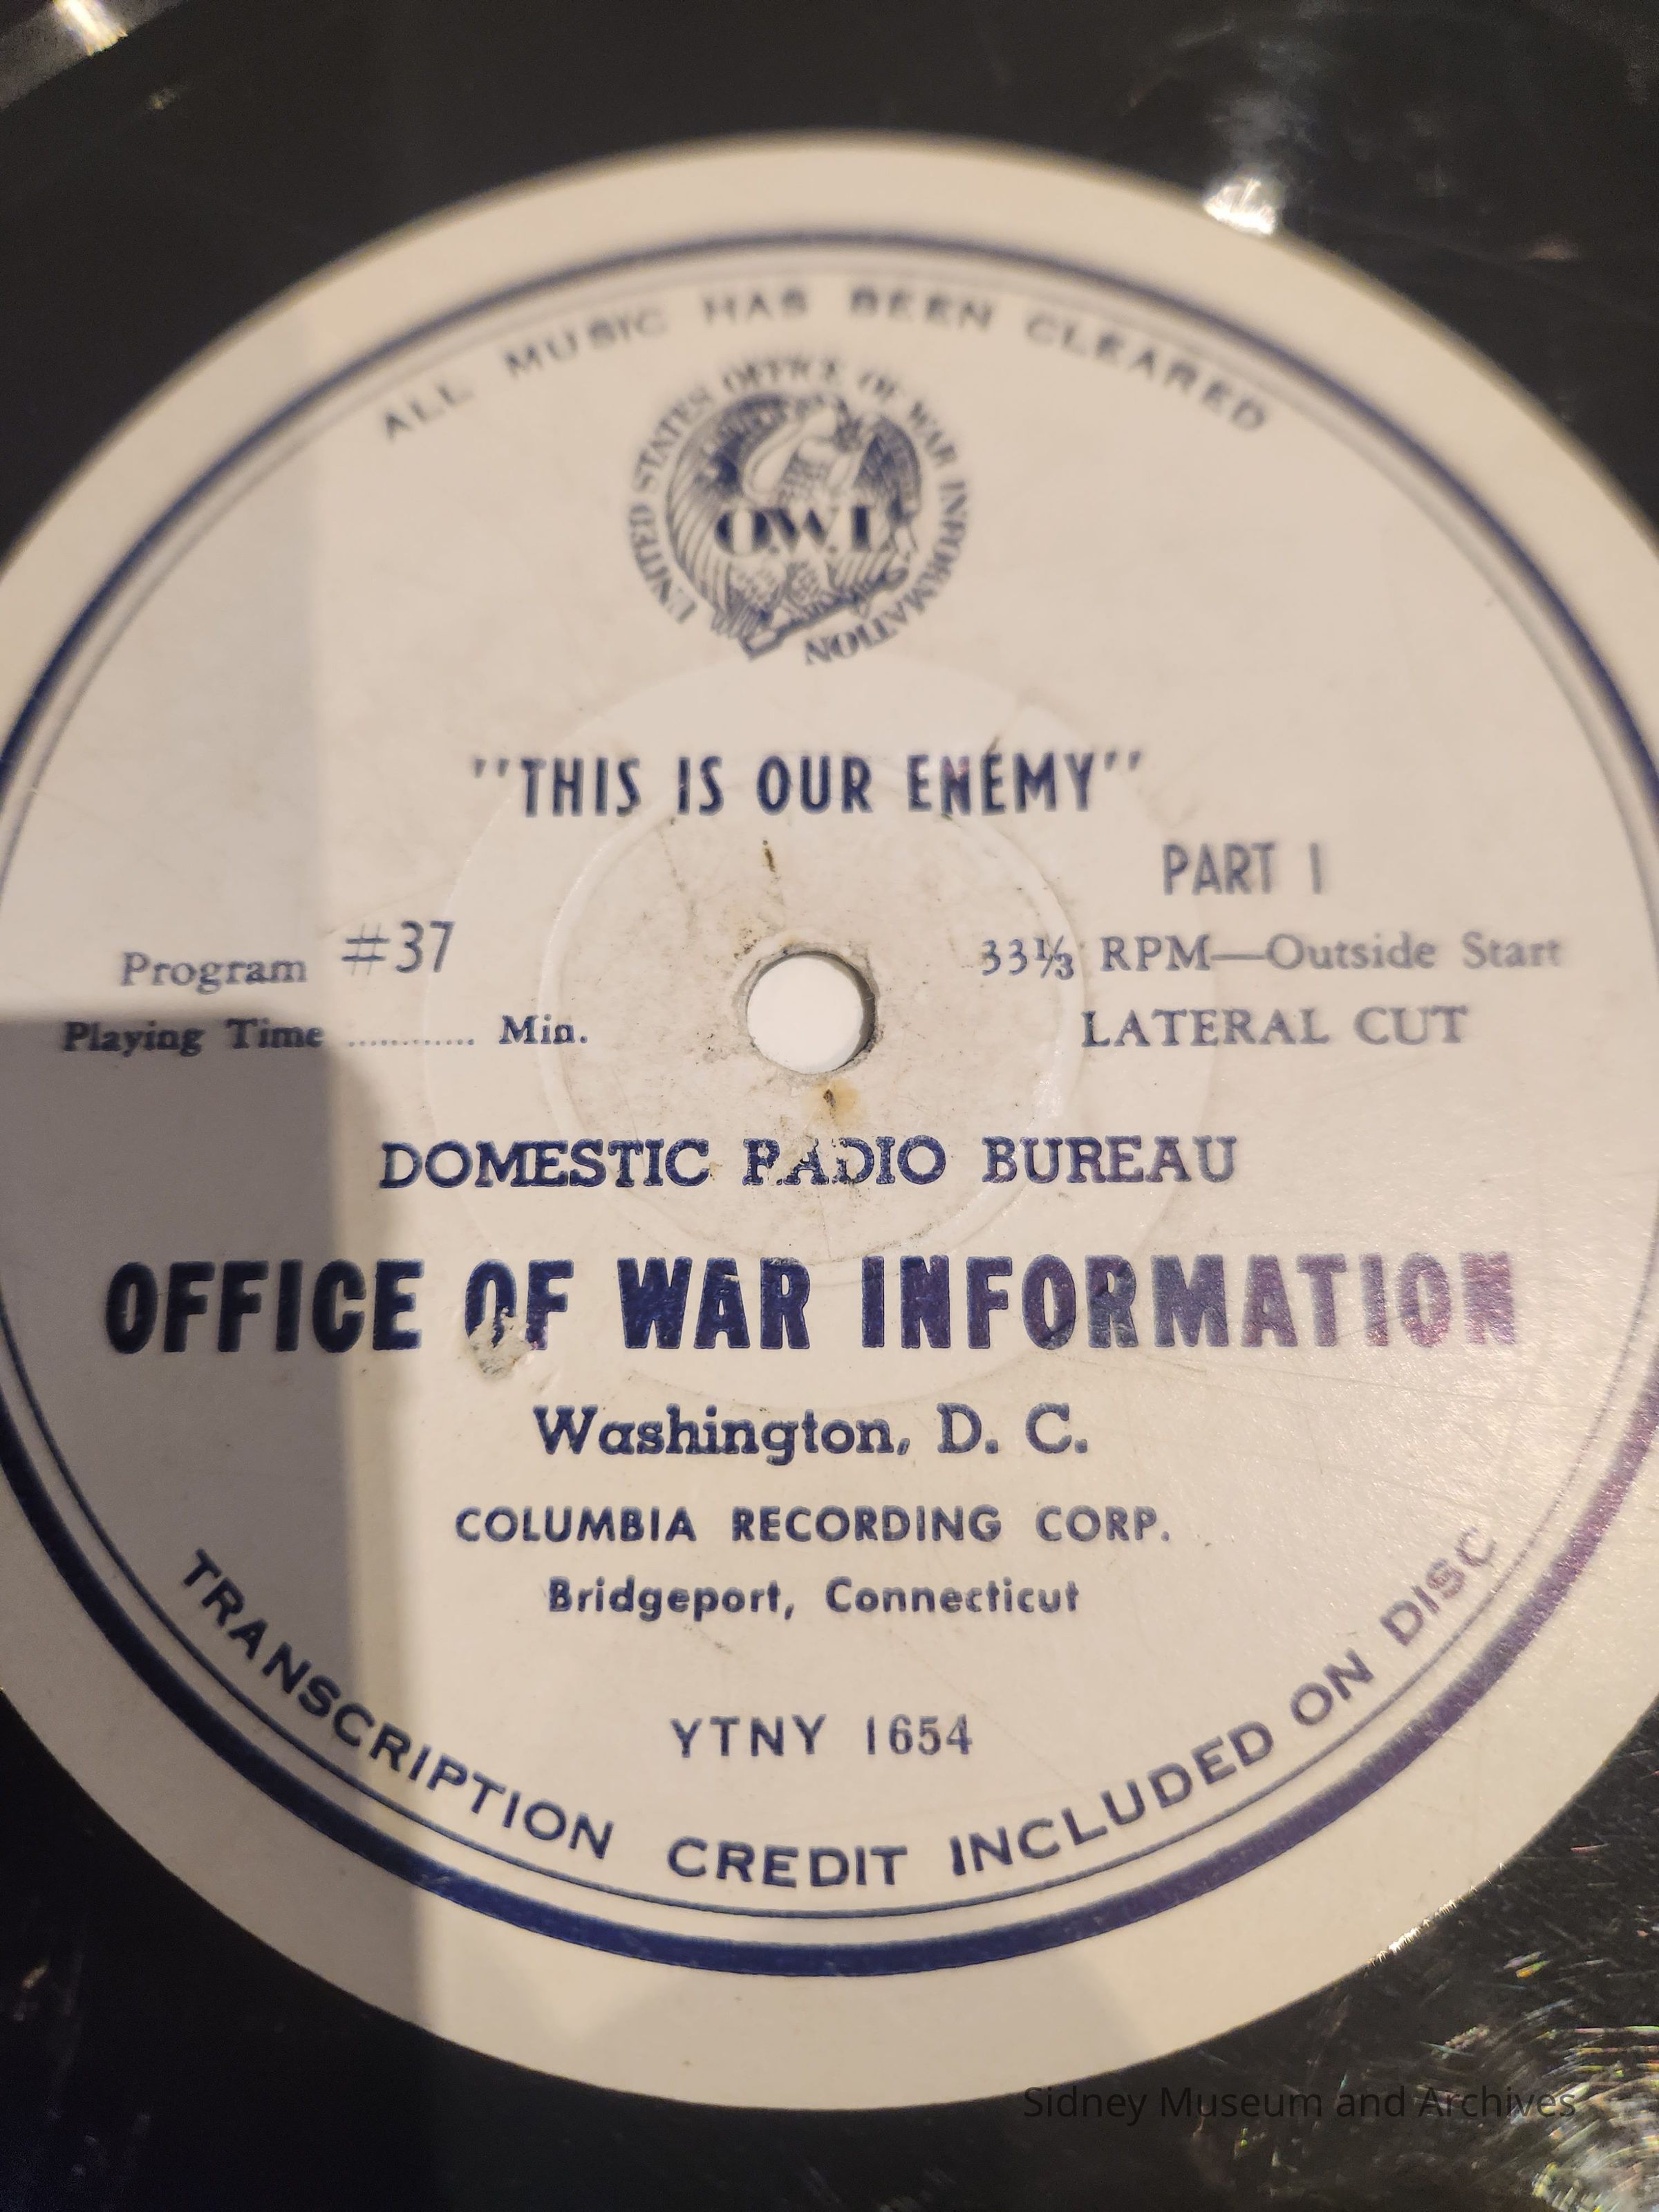 ALL MUSIC HAS BEEN CLEARED
UNITED STATES OFFICE OF WAR INFORMATION
O.W.I.
"THIS IS OUR ENEMY"
PART 1
Program #37
33⅓ RPM—Outside Start
Playing Time ............ Min.
LATERAL CUT
DOMESTIC RADIO BUREAU
OFFICE OF WAR INFORMATION
Washington, D. C.
COLUMBIA RECORDING CORP.
Bridgeport, Connecticut
YTNY 1654
TRANSCRIPTION CREDIT INCLUDED ON DISC
Sidney Museum and Archives